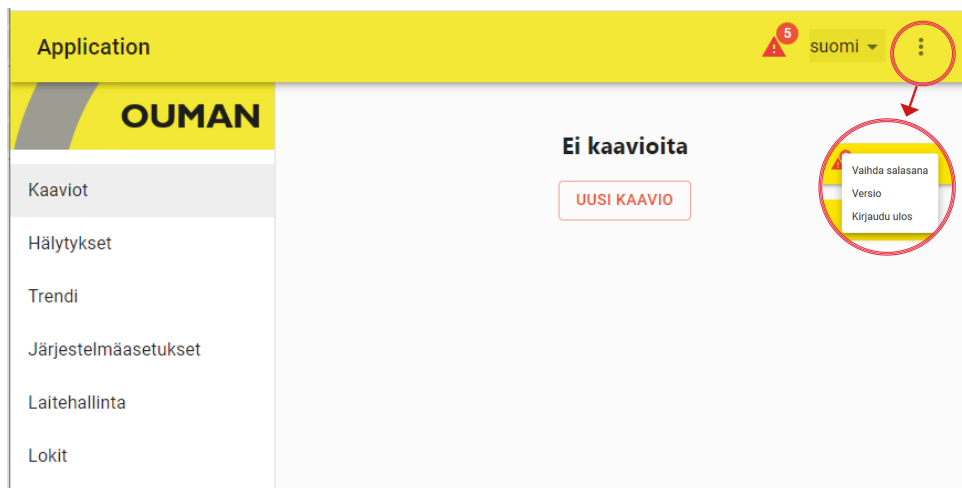 Application
5
suomi
OUMAN
Ei kaavioita
UUSI KAAVIO
Kaaviot
Hälytykset
Trendi
Järjestelmäasetukset
Laitehallinta
Lokit
Vaihda salasana
Versio
Kirjaudu ulos